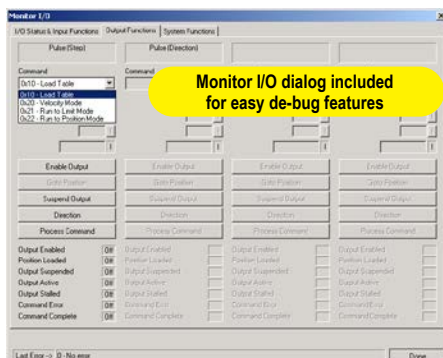 Monitor I/O
I/O Status & Input Functions Output Functions System Functions
Pulse (Step) Pulse (Direction)
Command Command
0x10 - Load Table
0x10 - Load Table
0x20 - Velocity Mode
0x21 - Run to Limit Mode
0x22 - Run to Position Mode
Monitor I/O dialog included
for easy de-bug features
Enable Output Enable Output Enable Output Enable Output
Goto Position Goto Position Goto Position Goto Position
Suspend Output Suspend Output Suspend Output Suspend Output
Direction Direction Direction Direction
Process Command Process Command Process Command Process Command
Output Enabled Off Output Enabled Output Enabled Output Enabled
Position Loaded Off Position Loaded Position Loaded Position Loaded
Output Suspended Off Output Suspended Output Suspended Output Suspended
Output Active Off Output Active Output Active Output Active
Output Stalled Off Output Stalled Output Stalled Output Stalled
Command Error Off Command Error Command Error Command Error
Command Complete Off Command Complete Command Complete Command Complete
Last Error -> 0 - No error Done